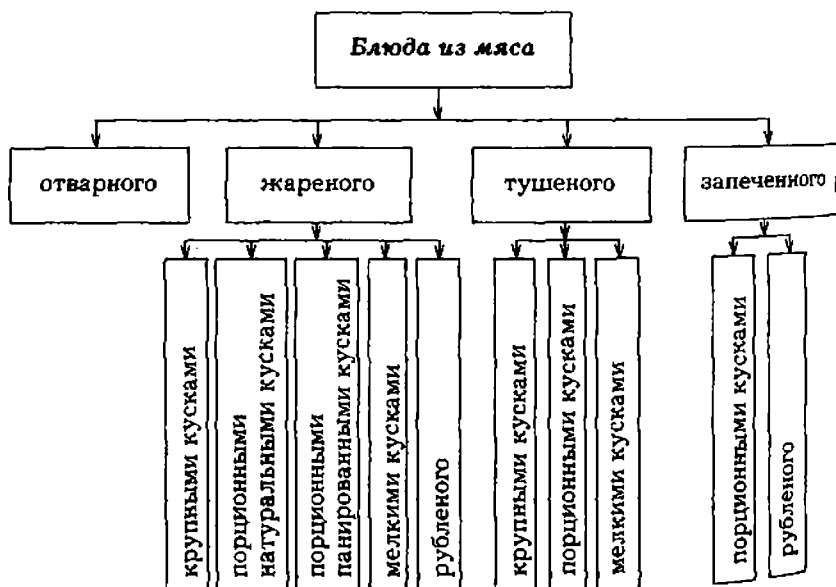 Блюда из мяса
отварного
жареного
тушеного
запеченного
крупными кусками
порционными
натуральными кусками
порционными
панированными кусками
мелкими кусками
рубленого
крупными кусками
порционными кусками
мелкими кусками
порционными кусками
рубленого